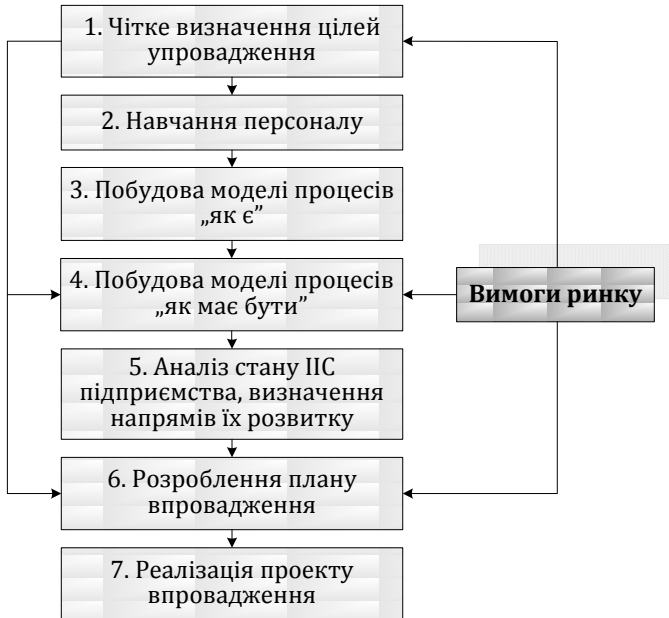 1. Чітке визначення цілей
упровадження
2. Навчання персоналу
3. Побудова моделі процесів
„як є”
4. Побудова моделі процесів
„як має бути”
Вимоги ринку
5. Аналіз стану ІІС
підприємства, визначення
напрямів їх розвитку
6. Розроблення плану
впровадження
7. Реалізація проекту
впровадження